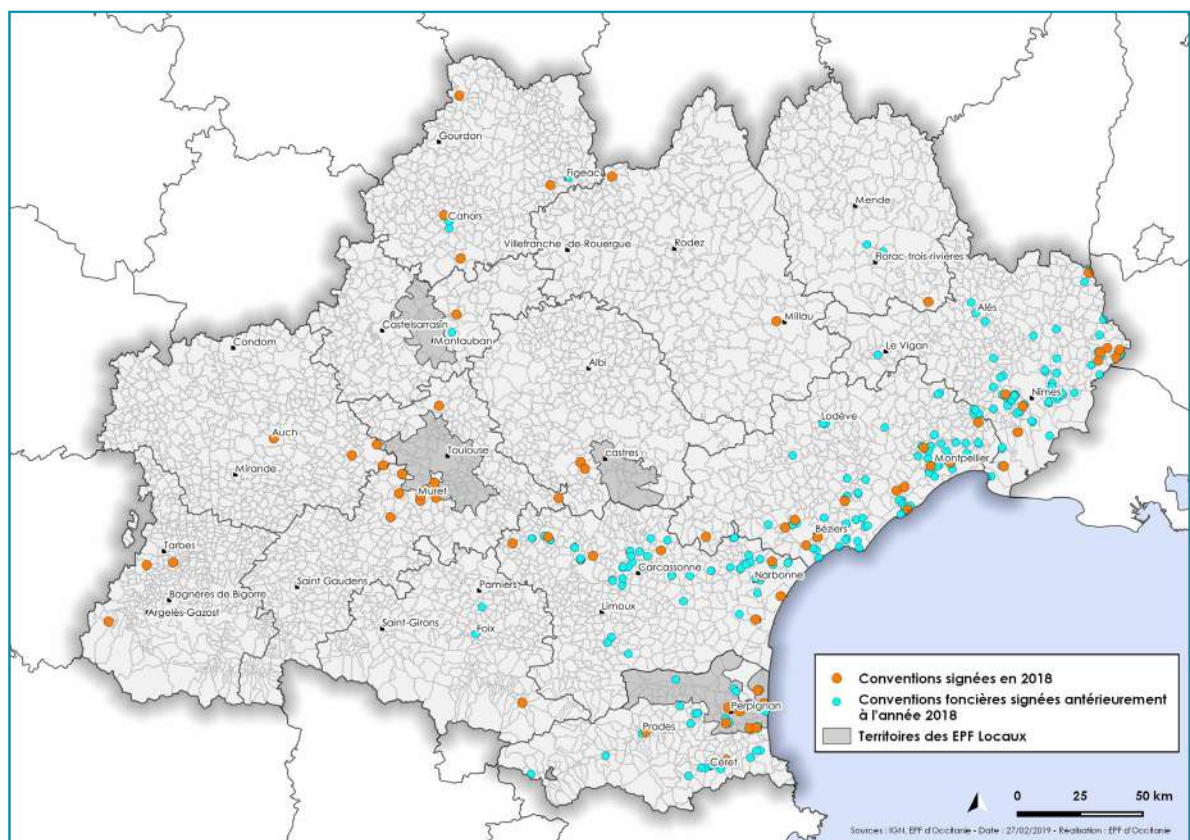 Gourdon
Figeac
Cahors
Mende
Villefranche -de-Rouergue
Rodez
Florac-trois-rivières
Alès
Castelsarrasin
Millau
Montauban
Le Vigan
Condom
Albi
Nîmes
Lodève
Auch
Toulouse
castres
Montpellier
Mirande
Muret
Béziers
Tarbes
Carcassonne
Narbonne
Saint Gaudens
Pamiers
Bagnères de Bigorre
Limoux
Argelès-Gazost
Saint-Girons
Foix
Perpignan
Prades
Céret
Conventions signées en 2018
Conventions foncières signées antérieurement
à l'année 2018
Territoires des EPF Locaux
0 25 50 km
Sources : IGN, EPF d'Occitanie - Date : 27/02/2019 - Réalisation : EPF d'Occitanie